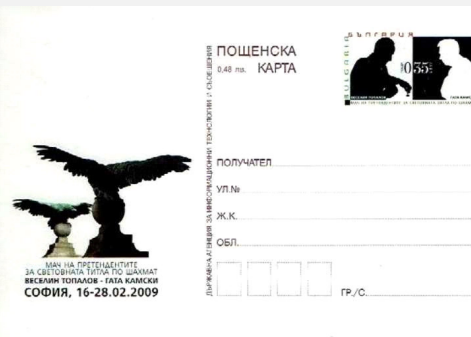 ПОЩЕНСКА
0,48 лв. КАРТА
БЪЛГАРИЯ
BULGARIA
0 55
ВЕСЕЛИН ТОПАЛОВ
ГАТА КАМСКИ
МАЧ НА ПРЕТЕНДЕНТИТЕ ЗА СВЕТОВНАТА ТИТЛА ПО ШАХМАТ
ДЪРЖАВНА АГЕНЦИЯ ЗА ИНФОРМАЦИОННИ ТЕХНОЛОГИИ И СЪОБЩЕНИЯ
ПОЛУЧАТЕЛ
УЛ.№
Ж.К.
ОБЛ.
ГР./С.
МАЧ НА ПРЕТЕНДЕНТИТЕ
ЗА СВЕТОВНАТА ТИТЛА ПО ШАХМАТ
ВЕСЕЛИН ТОПАЛОВ - ГАТА КАМСКИ
СОФИЯ, 16-28.02.2009